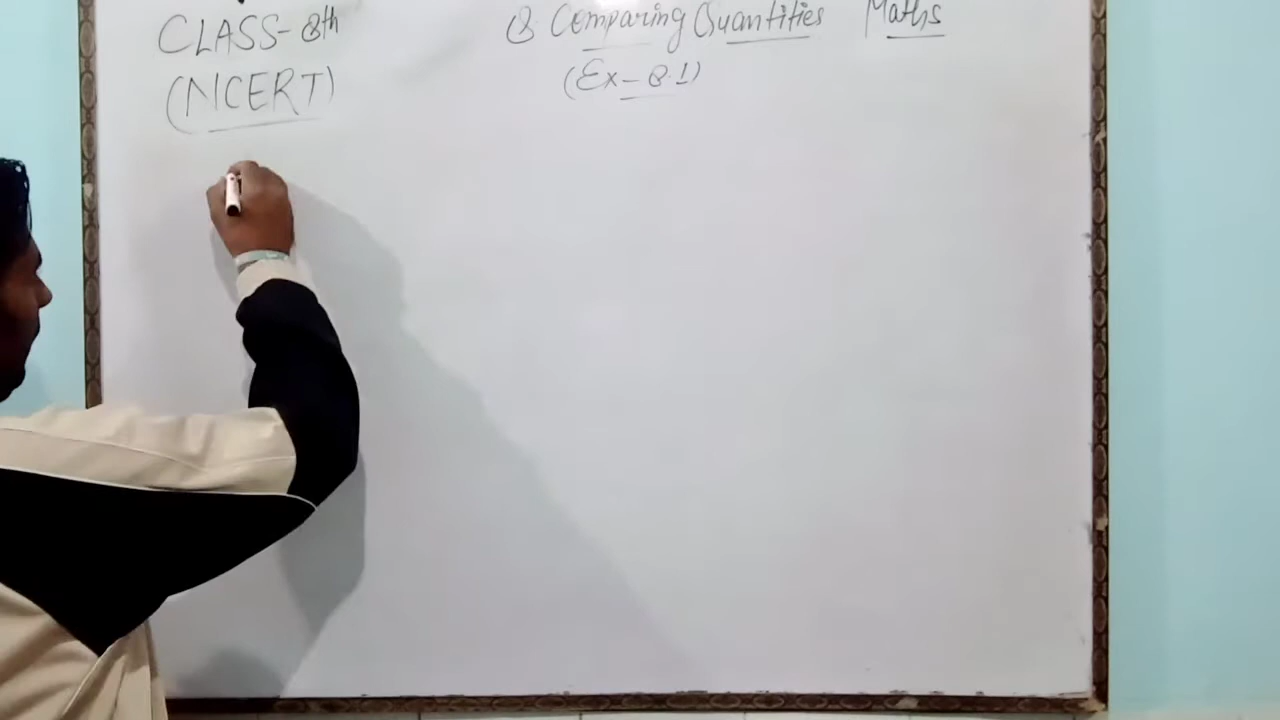 CLASS-8th
(NCERT)
8 Comparing Quantities Maths
(Ex-8.1)